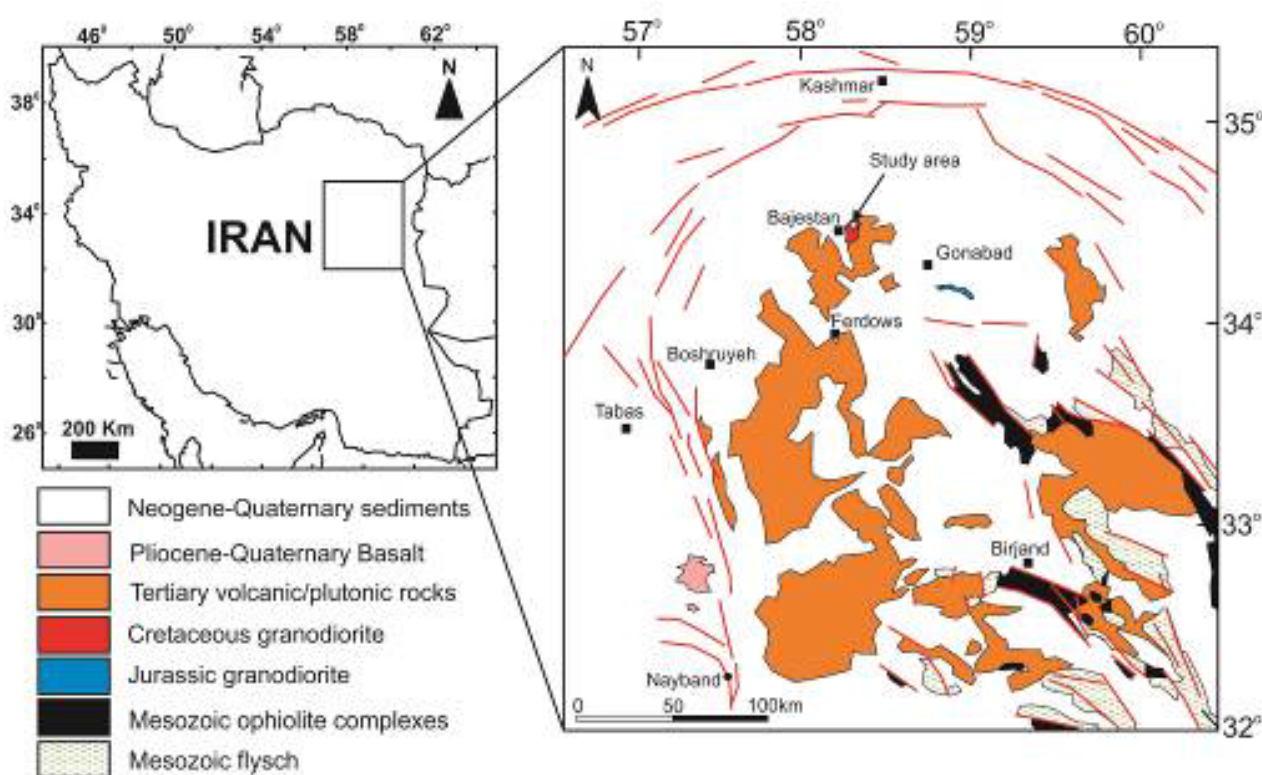 46° 50° 54° 58° 62°
38°
34°
30°
26°
N
IRAN
200 Km
57° 58° 59° 60°
35°
34°
33°
32°
N
Kashmar
Study area
Bajestan
Gonabad
Ferdows
Boshruyeh
Tabas
Birjand
Nayband
0 50 100km
Neogene-Quaternary sediments
Pliocene-Quaternary Basalt
Tertiary volcanic/plutonic rocks
Cretaceous granodiorite
Jurassic granodiorite
Mesozoic ophiolite complexes
Mesozoic flysch